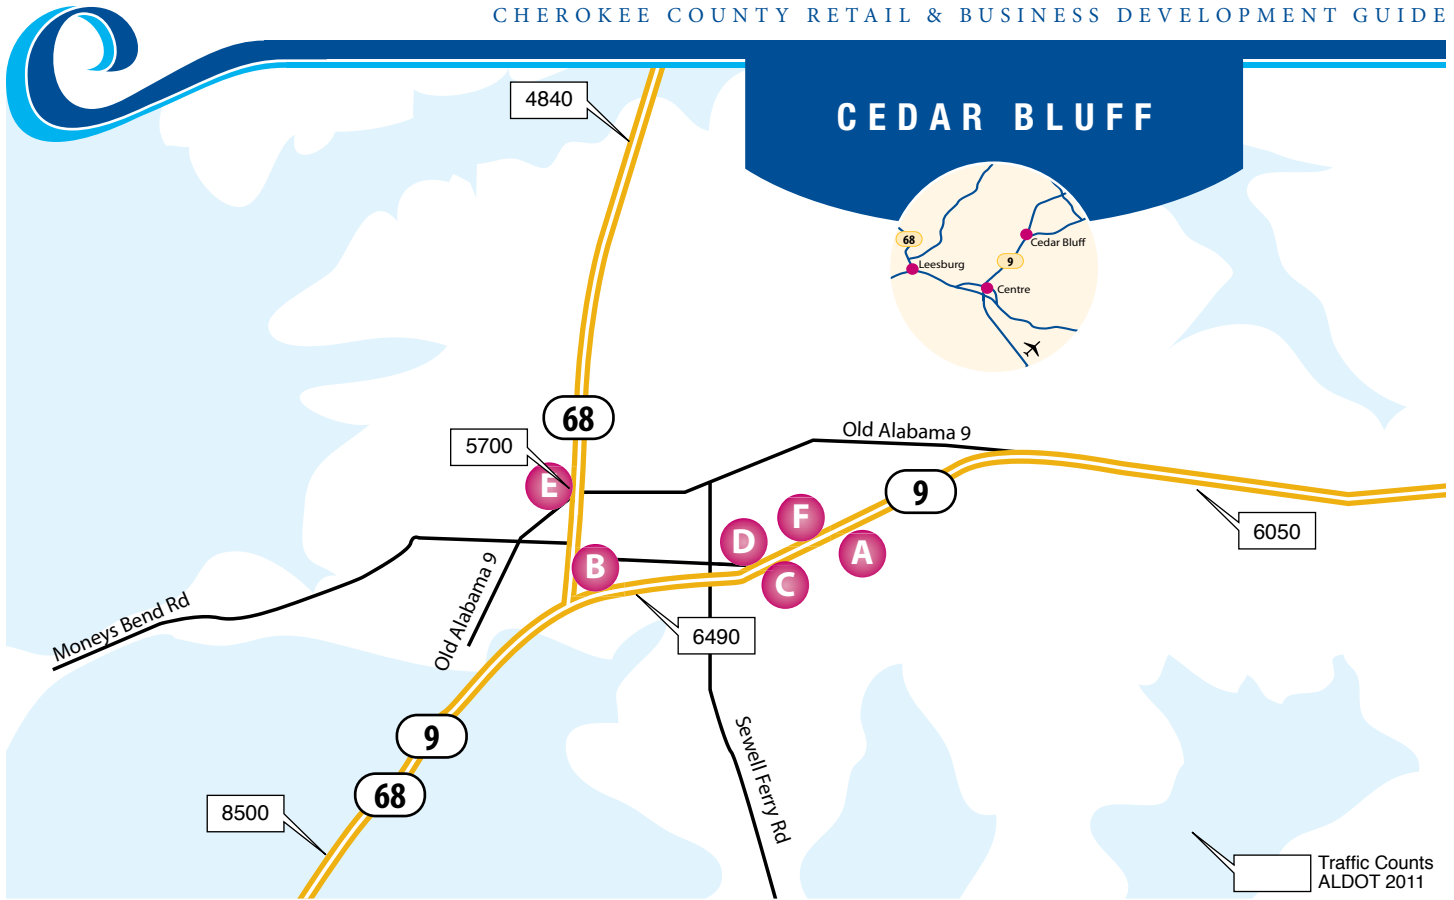 CHEROKEE COUNTY RETAIL & BUSINESS DEVELOPMENT GUIDE
CEDAR BLUFF
4840
68
Cedar Bluff
9
Leesburg
Centre
68
5700
Old Alabama 9
E
9
F
6050
D
A
B
C
Moneys Bend Rd
Old Alabama 9
6490
9
Sewell Ferry Rd
68
8500
Traffic Counts
ALDOT 2011